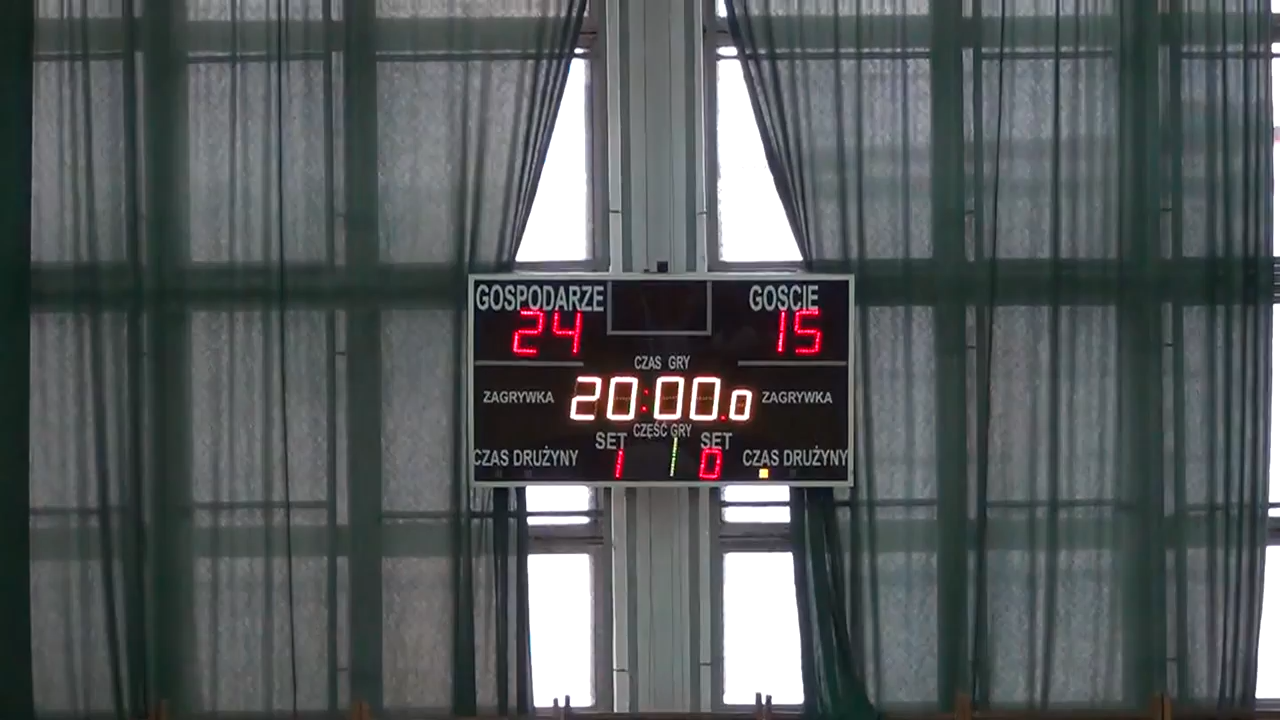 GOSPODARZE GOSCIE
24 15
CZAS GRY
ZAGRYWKA 20:00.0 ZAGRYWKA
CZĘŚĆ GRY
SET SET
CZAS DRUŻYNY 1 1 0 CZAS DRUŻYNY